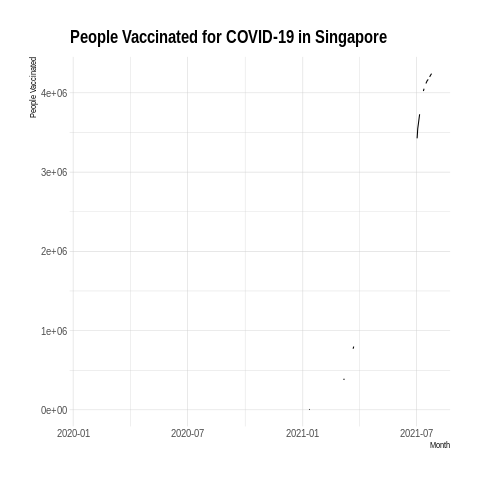 People Vaccinated for COVID-19 in Singapore
People Vaccinated
4e+06
3e+06
2e+06
1e+06
0e+00
2020-01 2020-07 2021-01 2021-07
Month